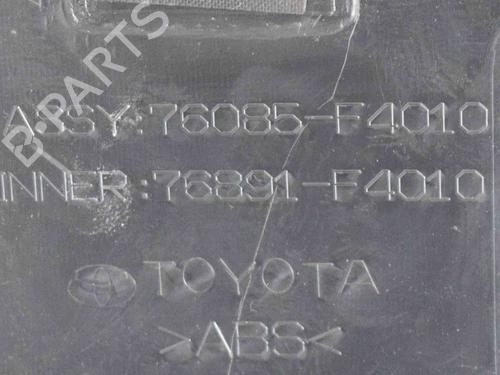 B-PARTS
ASSY:76085-F4010
INNER:76891-F4010
TOYOTA
>ABS<